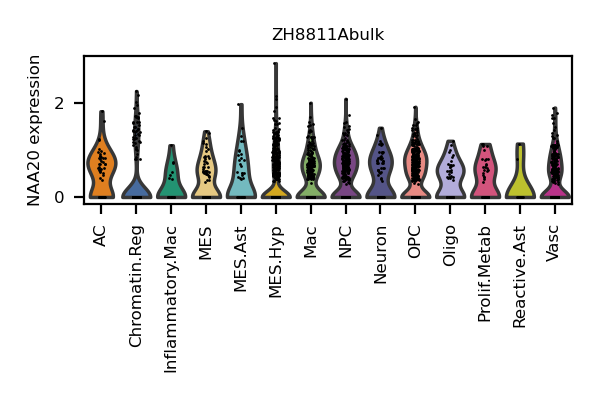 ZH8811Abulk
NAA20 expression
2
0
AC
Chromatin.Reg
Inflammatory.Mac
MES
MES.Ast
MES.Hyp
Mac
NPC
Neuron
OPC
Oligo
Prolif.Metab
Reactive.Ast
Vasc